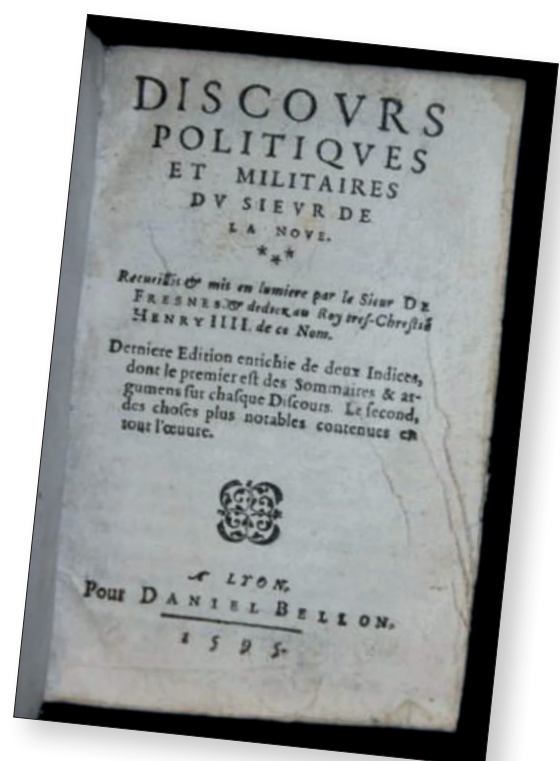 DISCOVRS
POLITIQVES
ET MILITAIRES
DV SIEVR DE
LA NOVE.
***
Recueillis & mis en lumiere par le Sieur DE
FRESNES: & dediez au Roy tres-Chrestiẽ
HENRY IIII. de ce Nom.
Derniere Edition enrichie de deux Indices,
dont le premier eſt des Sommaires & ar-
gumens ſur chaſque Diſcours. Le ſecond,
des choſes plus notables contenues en
tout l'œuure.
A LYON,
Pour DANIEL BELLON.
1595.